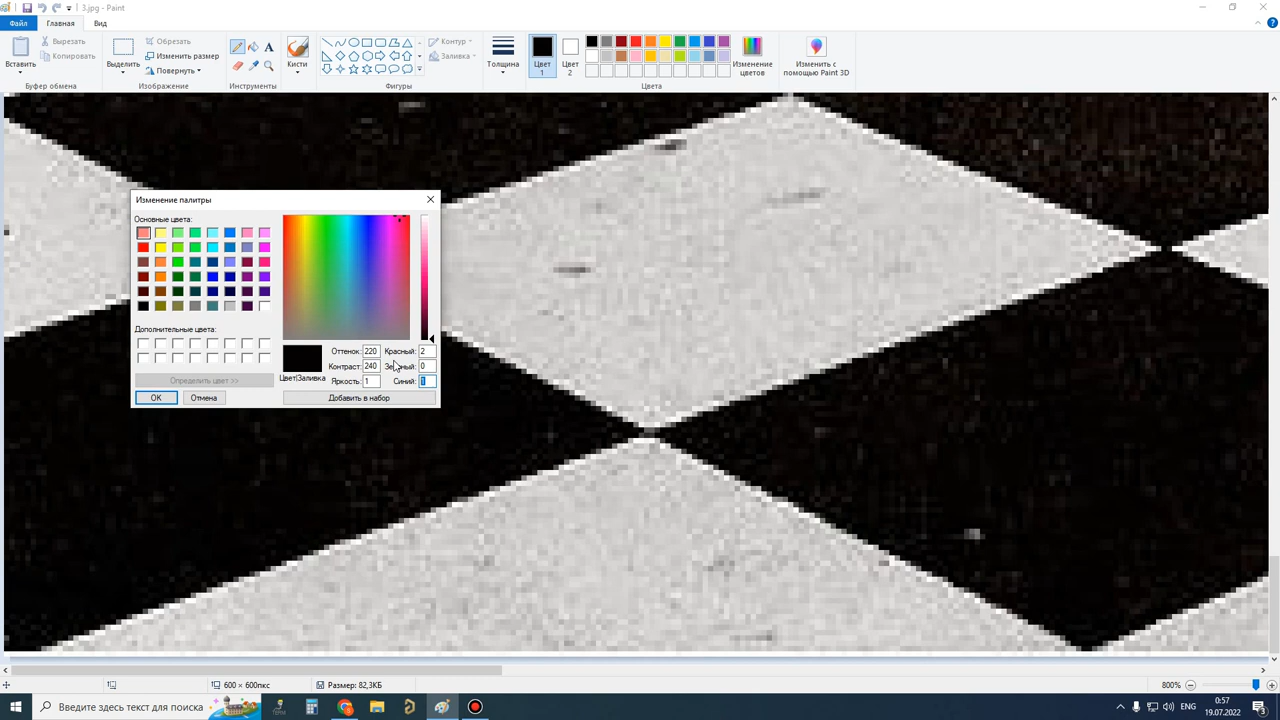 3.jpg - Paint
Файл
Главная
Вид
Вставить
Вырезать
Копировать
Буфер обмена
Выделить
Обрезать
Изменить размер
Повернуть
Изображение
A
Инструменты
Кисти
Контур
Заливка
Фигуры
Толщина
Цвет 1
Цвет 2
Изменение цветов
Цвета
Изменить с помощью Paint 3D
Изменение палитры
Основные цвета:
Дополнительные цвета:
Определить цвет >>
OK
Отмена
Цвет|Заливка
Оттенок: 220
Контраст: 240
Яркость: 1
Красный: 2
Зеленый: 0
Синий: 1
Добавить в набор
600 × 600пкс
Размер: 82,3КБ
800%
Введите здесь текст для поиска
TERM
ENG
0:57
19.07.2022
3